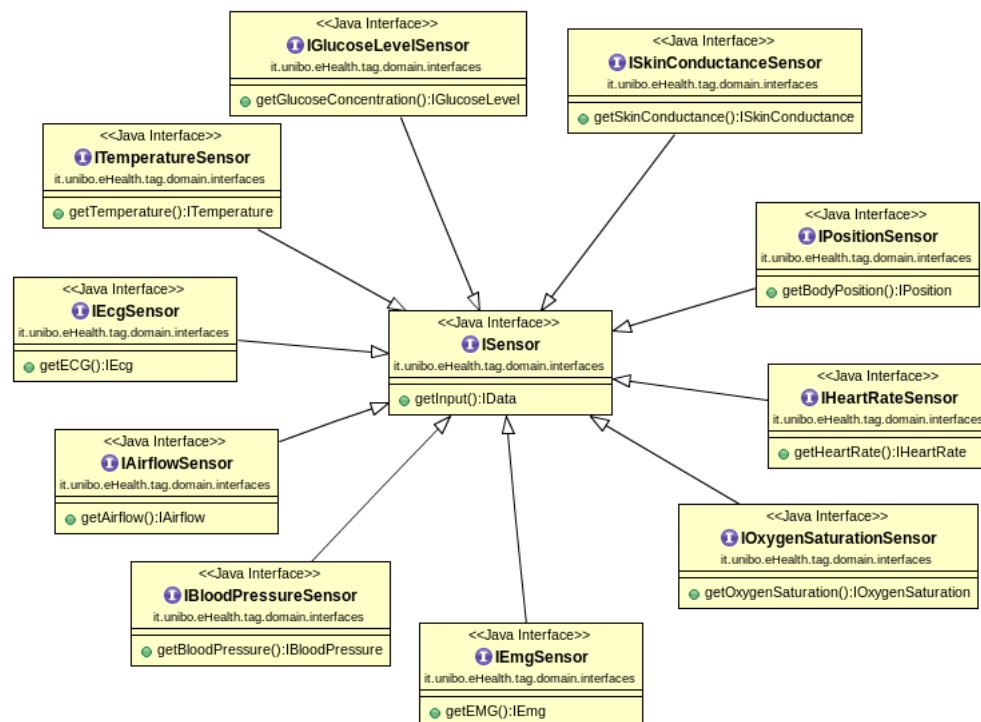 <<Java Interface>>
IGlucoseLevelSensor
it.unibo.eHealth.tag.domain.interfaces
getGlucoseConcentration():IGlucoseLevel
<<Java Interface>>
ISkinConductanceSensor
it.unibo.eHealth.tag.domain.interfaces
getSkinConductance():ISkinConductance
<<Java Interface>>
ITemperatureSensor
it.unibo.eHealth.tag.domain.interfaces
getTemperature():ITemperature
<<Java Interface>>
IPositionSensor
it.unibo.eHealth.tag.domain.interfaces
getBodyPosition():IPosition
<<Java Interface>>
IEcgSensor
it.unibo.eHealth.tag.domain.interfaces
getECG():IEcg
<<Java Interface>>
ISensor
it.unibo.eHealth.tag.domain.interfaces
getInput():IData
<<Java Interface>>
IHeartRateSensor
it.unibo.eHealth.tag.domain.interfaces
getHeartRate():IHeartRate
<<Java Interface>>
IAirflowSensor
it.unibo.eHealth.tag.domain.interfaces
getAirflow():IAirflow
<<Java Interface>>
IOxygenSaturationSensor
it.unibo.eHealth.tag.domain.interfaces
getOxygenSaturation():IOxygenSaturation
<<Java Interface>>
IBloodPressureSensor
it.unibo.eHealth.tag.domain.interfaces
getBloodPressure():IBloodPressure
<<Java Interface>>
IEmgSensor
it.unibo.eHealth.tag.domain.interfaces
getEMG():IEmg